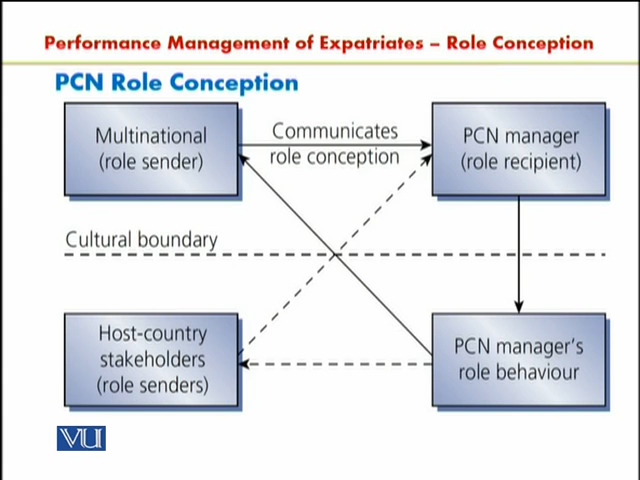 Performance Management of Expatriates – Role Conception
PCN Role Conception
Multinational
(role sender)
Communicates
role conception
PCN manager
(role recipient)
Cultural boundary
Host-country
stakeholders
(role senders)
PCN manager's
role behaviour
VU